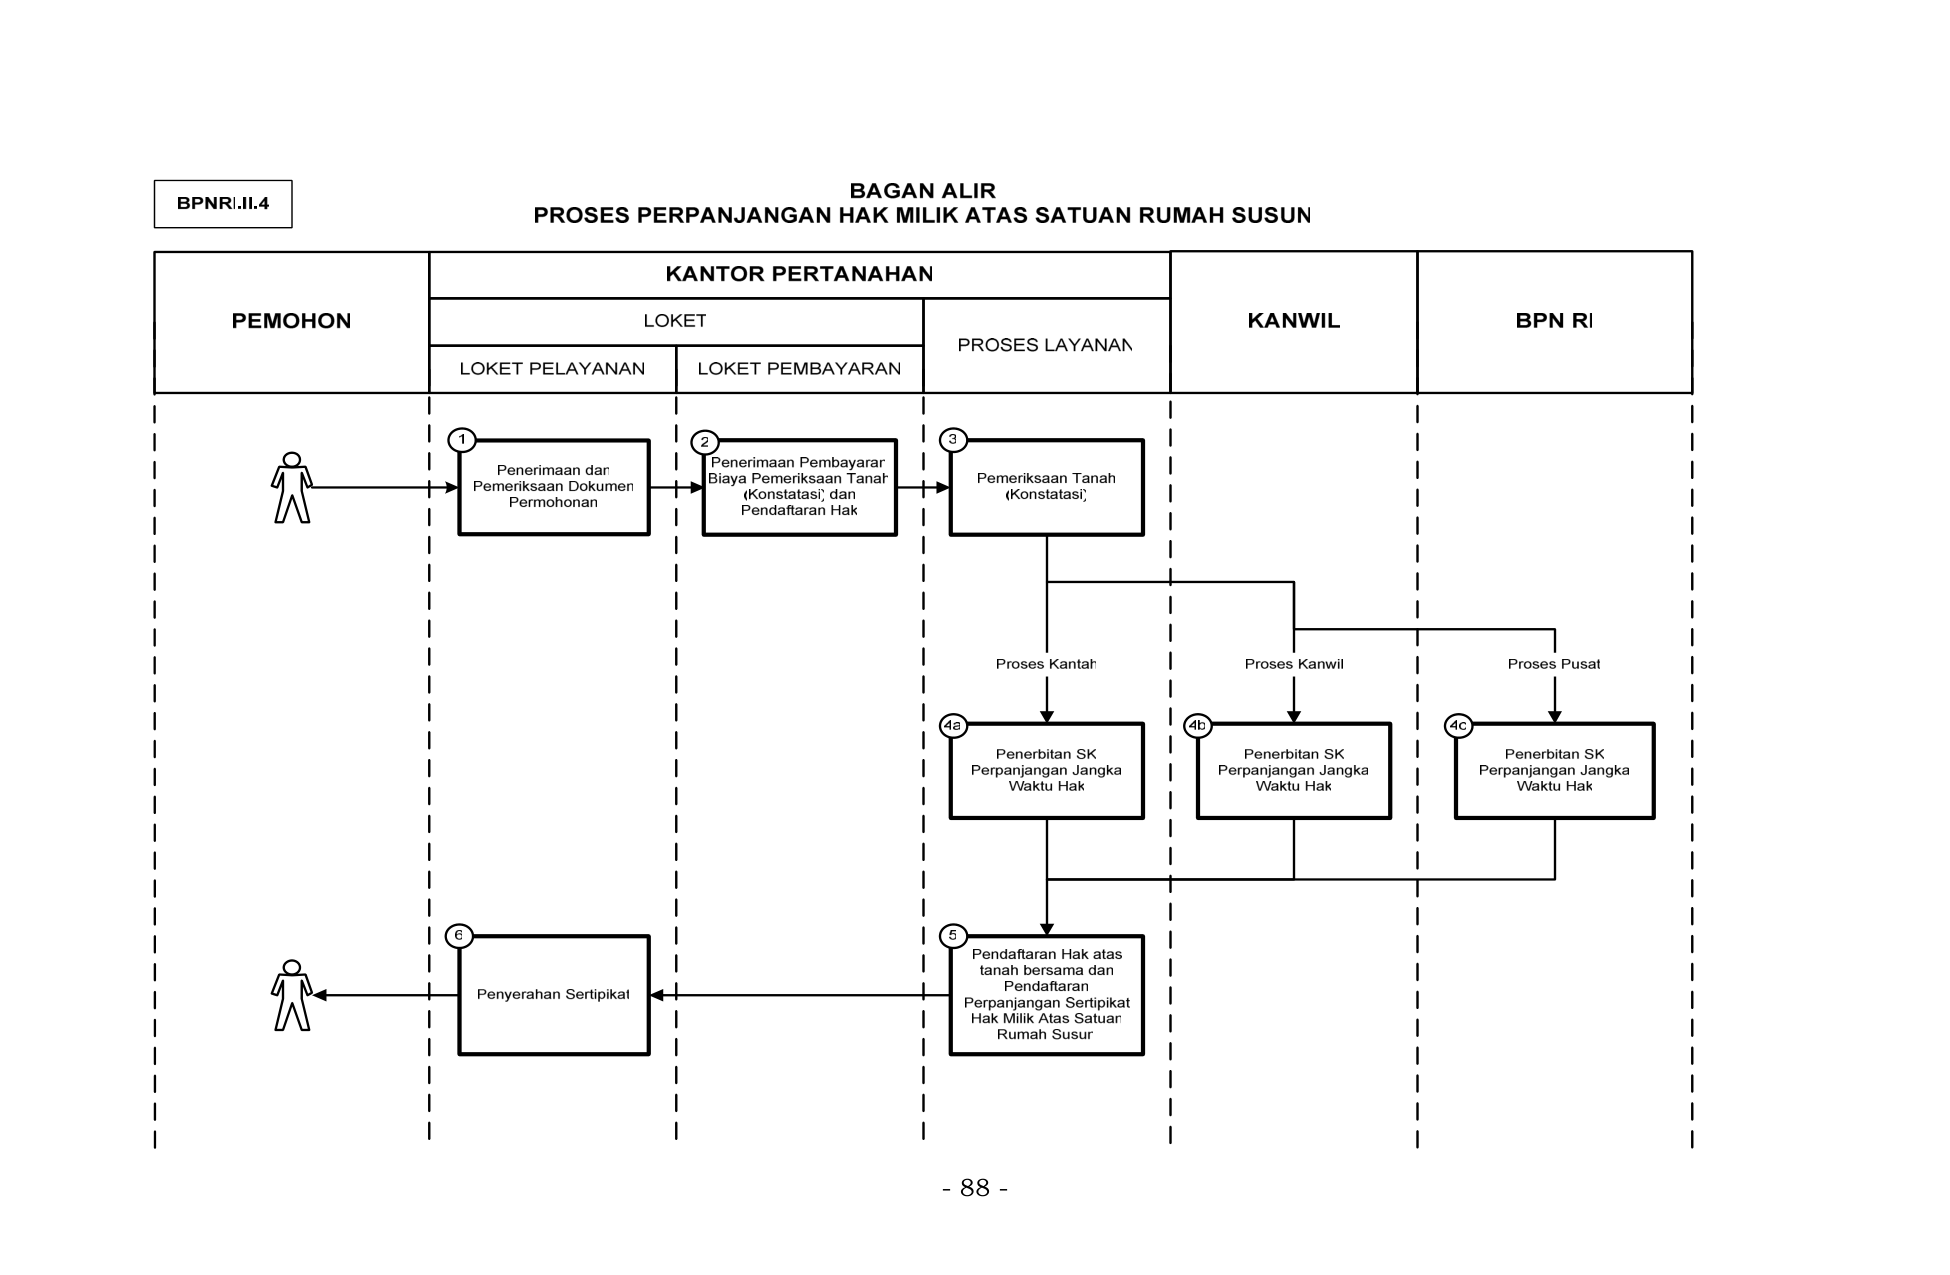 BPNRI.II.4
BAGAN ALIR
PROSES PERPANJANGAN HAK MILIK ATAS SATUAN RUMAH SUSUN
PEMOHON
KANTOR PERTANAHAN
LOKET
LOKET PELAYANAN
LOKET PEMBAYARAN
PROSES LAYANAN
KANWIL
BPN RI
1
Penerimaan dan
Pemeriksaan Dokumen
Permohonan
2
Penerimaan Pembayaran
Biaya Pemeriksaan Tanah
(Konstatasi) dan
Pendaftaran Hak
3
Pemeriksaan Tanah
(Konstatasi)
Proses Kantah
Proses Kanwil
Proses Pusat
4a
Penerbitan SK
Perpanjangan Jangka
Waktu Hak
4b
Penerbitan SK
Perpanjangan Jangka
Waktu Hak
4c
Penerbitan SK
Perpanjangan Jangka
Waktu Hak
6
Penyerahan Sertipikat
5
Pendaftaran Hak atas
tanah bersama dan
Pendaftaran
Perpanjangan Sertipikat
Hak Milik Atas Satuan
Rumah Susun
- 88 -